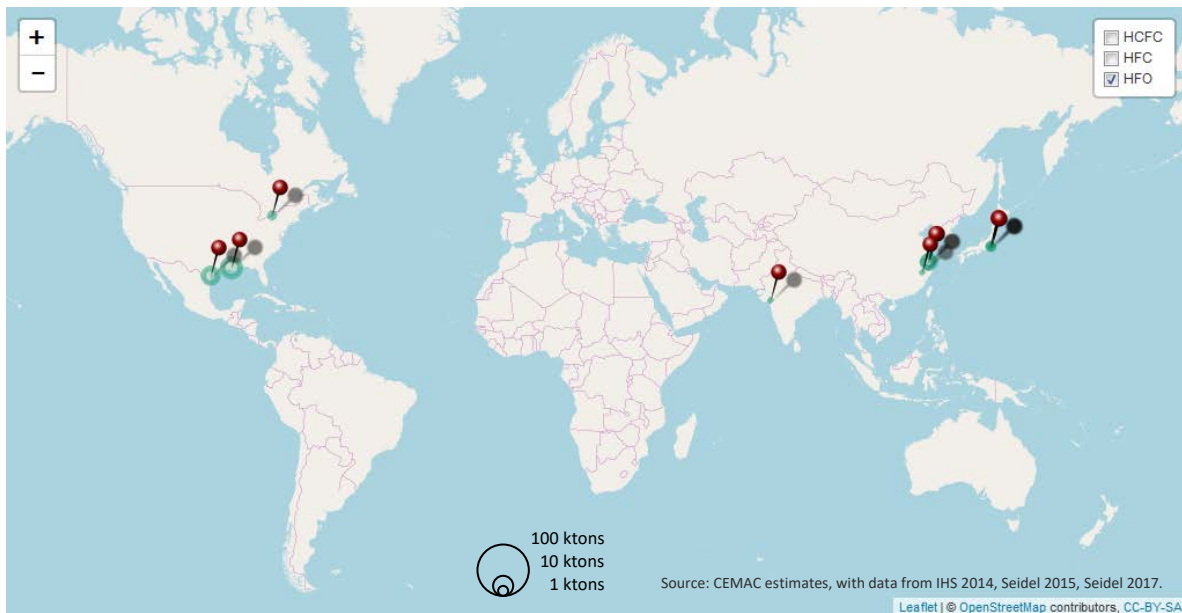 +
−
HCFC
HFC
HFO
100 ktons
10 ktons
1 ktons
Source: CEMAC estimates, with data from IHS 2014, Seidel 2015, Seidel 2017.
Leaflet | © OpenStreetMap contributors, CC-BY-SA